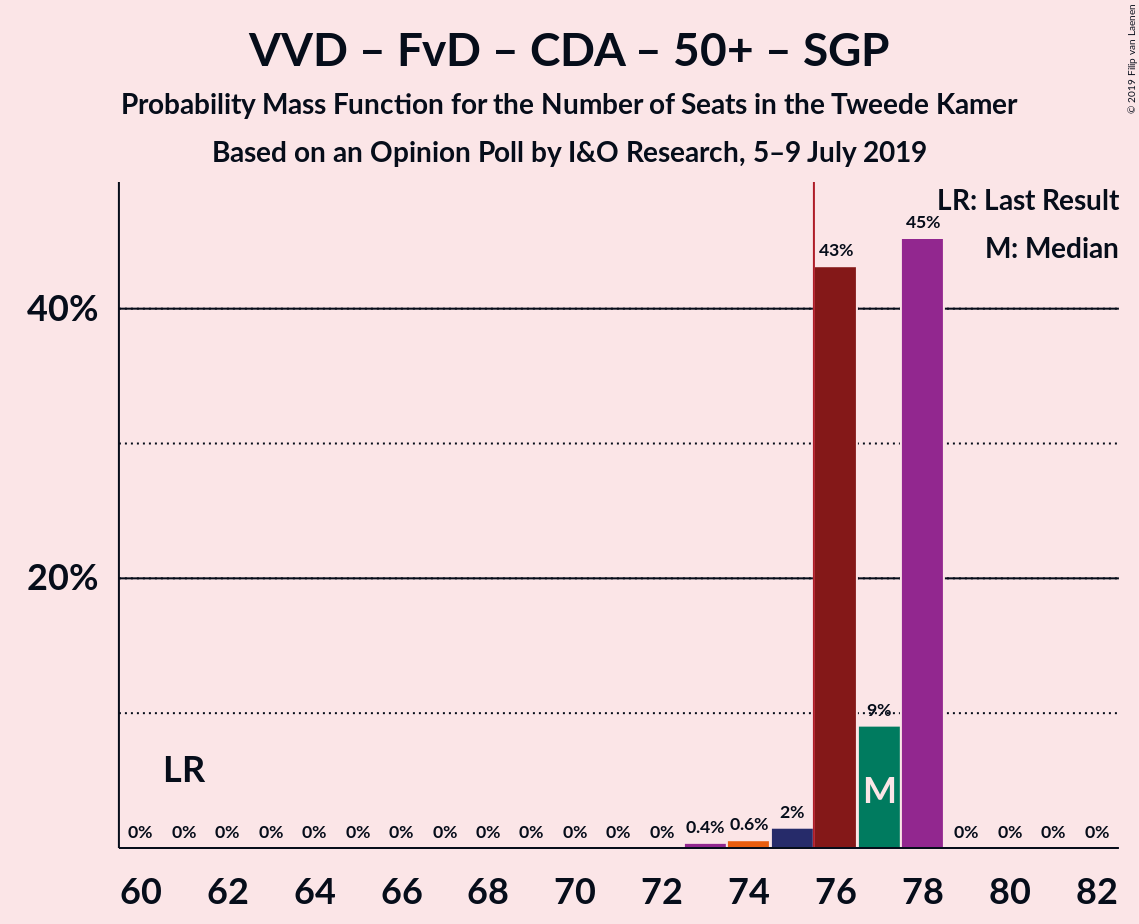 VVD – FvD – CDA – 50+ – SGP
Probability Mass Function for the Number of Seats in the Tweede Kamer
Based on an Opinion Poll by I&O Research, 5–9 July 2019
© 2019 Filip van Laenen
LR: Last Result
M: Median
45%
43%
40%
20%
9%
M
LR
2%
0% 0% 0% 0% 0% 0% 0% 0% 0% 0% 0% 0% 0% 0.4% 0.6% 0% 0% 0% 0%
60 62 64 66 68 70 72 74 76 78 80 82